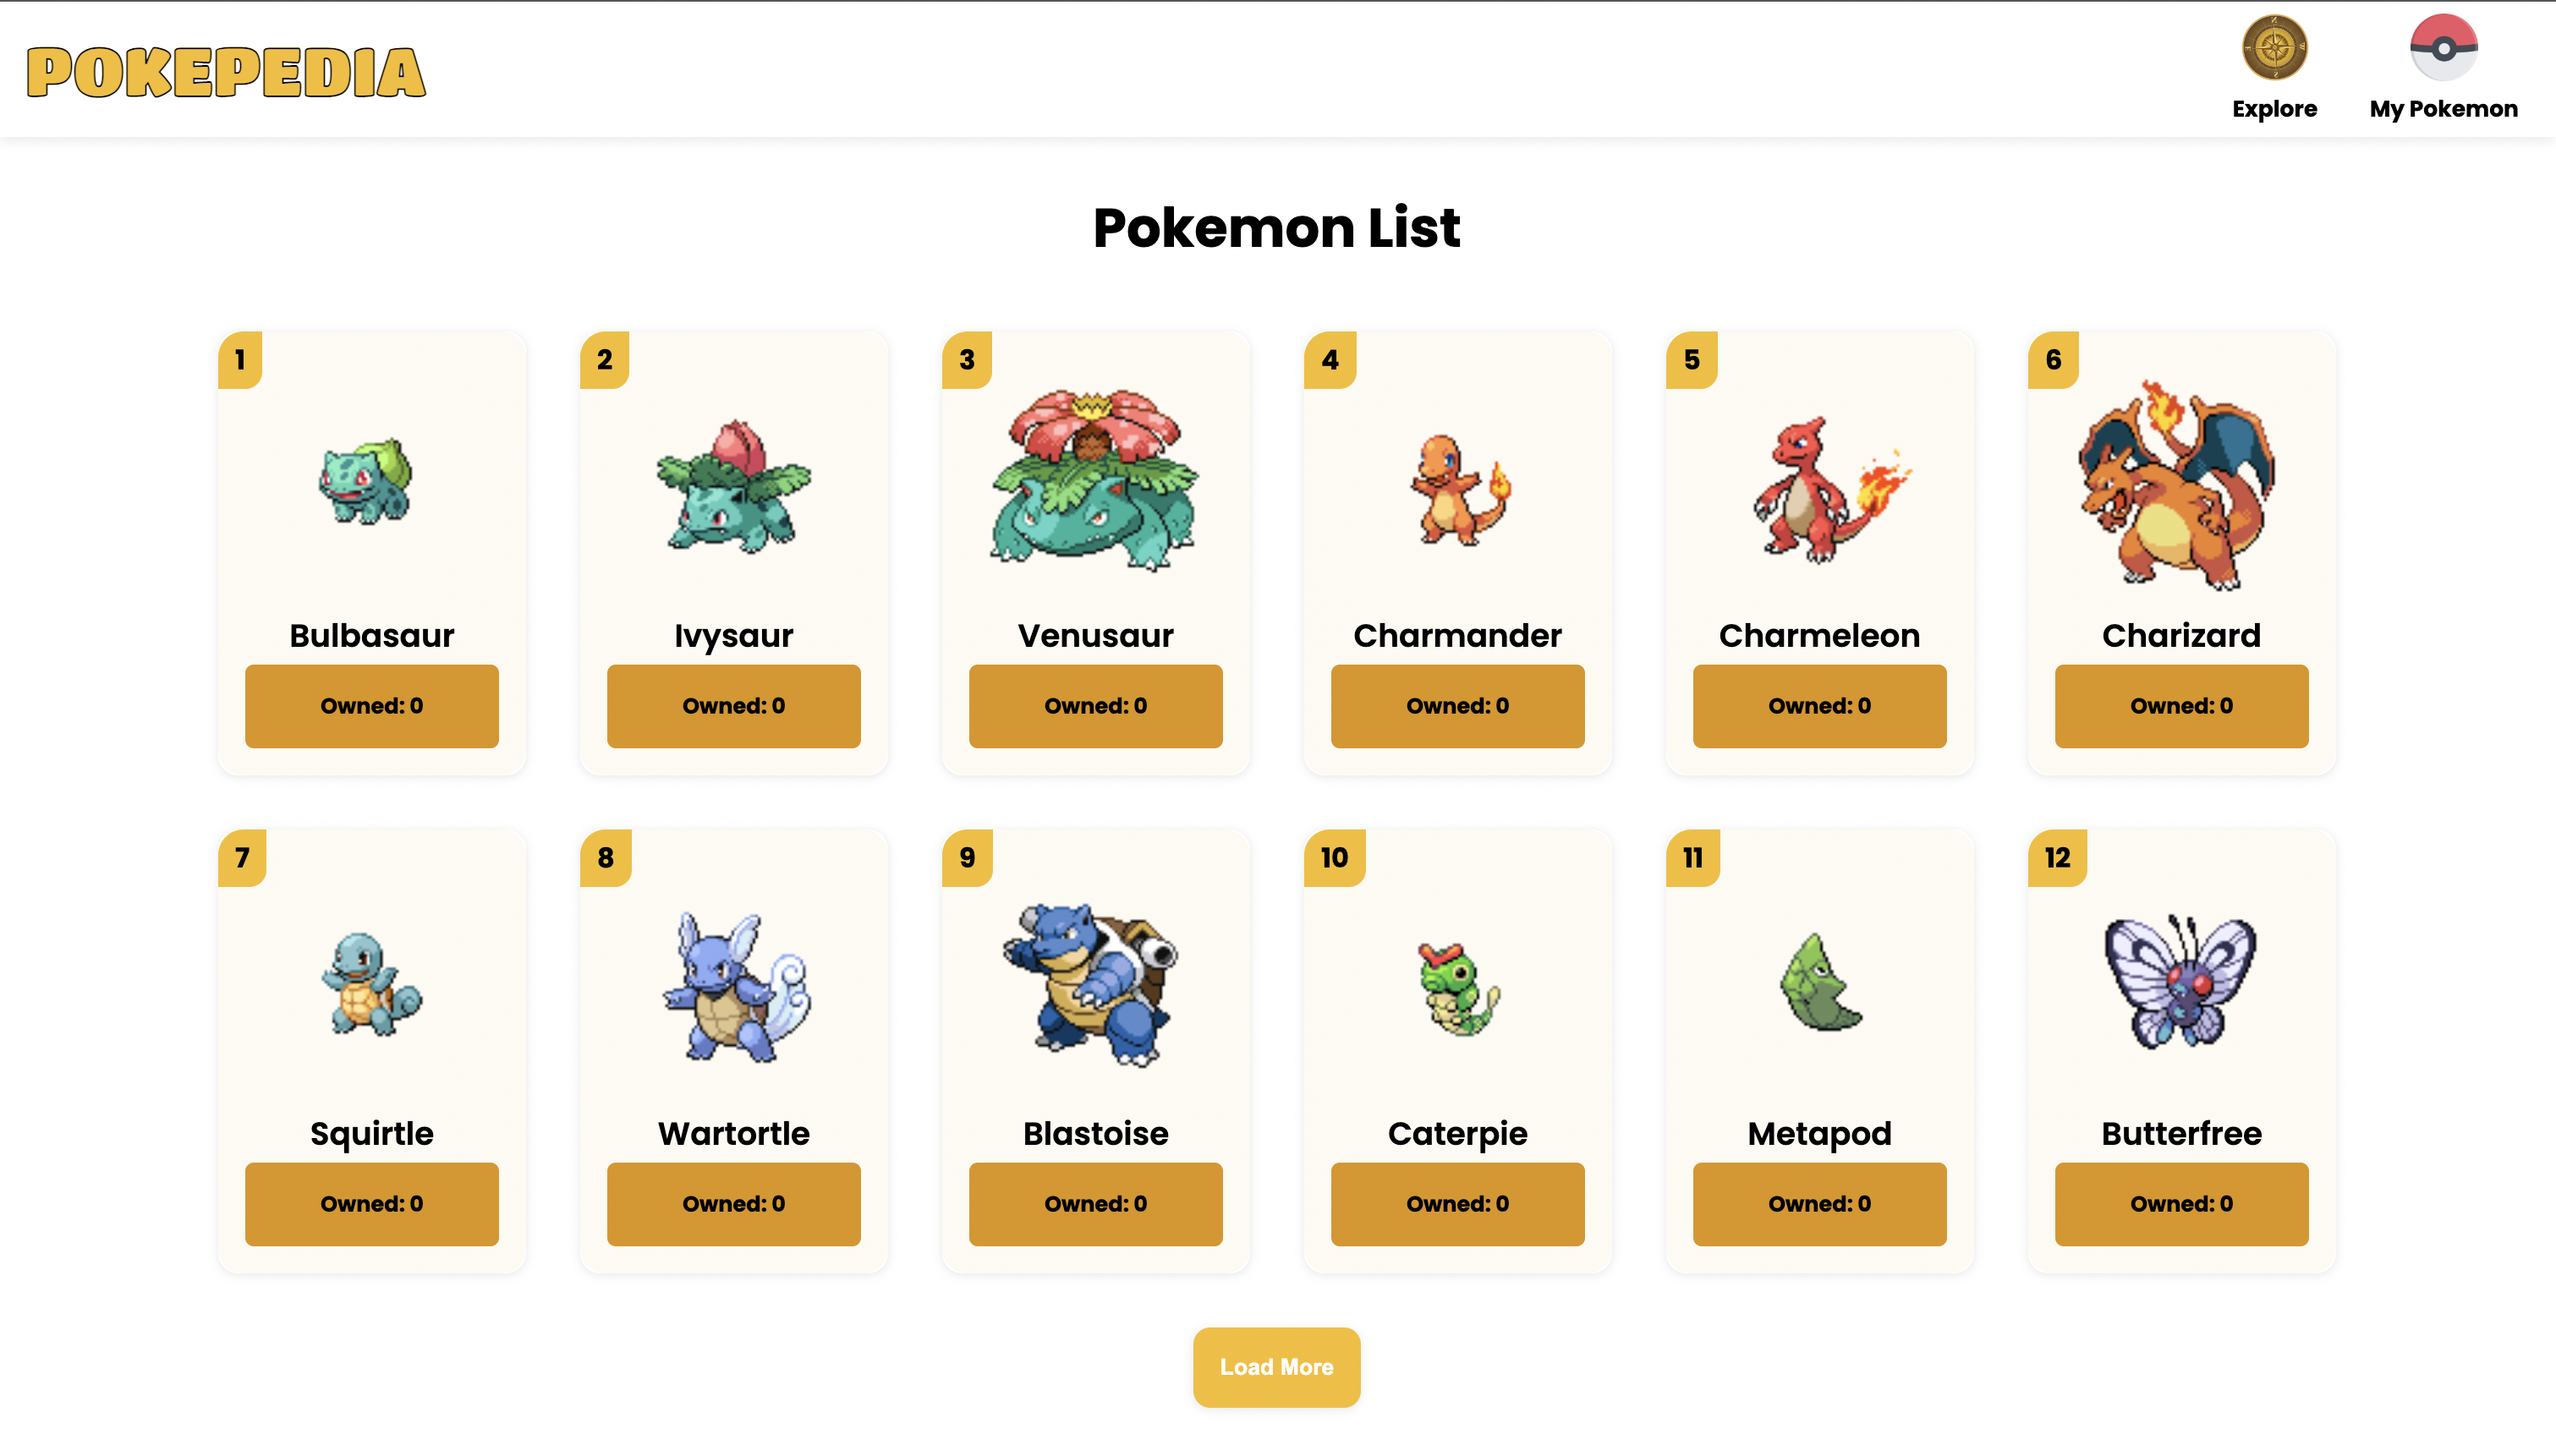 POKEPEDIA
Explore
My Pokemon
Pokemon List
1
2
3
4
5
6
Bulbasaur
Ivysaur
Venusaur
Charmander
Charmeleon
Charizard
Owned: 0
Owned: 0
Owned: 0
Owned: 0
Owned: 0
Owned: 0
7
8
9
10
11
12
Squirtle
Wartortle
Blastoise
Caterpie
Metapod
Butterfree
Owned: 0
Owned: 0
Owned: 0
Owned: 0
Owned: 0
Owned: 0
Load More